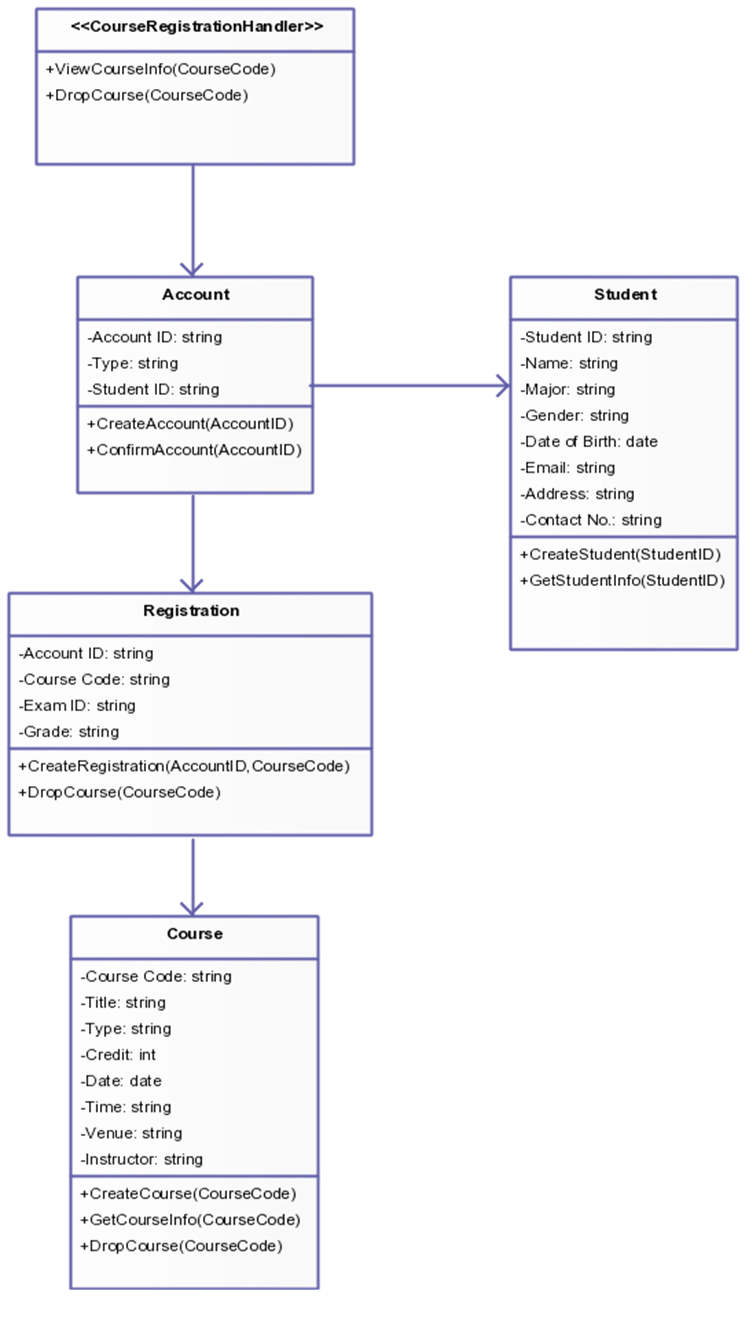 <<CourseRegistrationHandler>>
+ViewCourseInfo(CourseCode)
+DropCourse(CourseCode)
Account
-Account ID: string
-Type: string
-Student ID: string
+CreateAccount(AccountID)
+ConfirmAccount(AccountID)
Student
-Student ID: string
-Name: string
-Major: string
-Gender: string
-Date of Birth: date
-Email: string
-Address: string
-Contact No.: string
+CreateStudent(StudentID)
+GetStudentInfo(StudentID)
Registration
-Account ID: string
-Course Code: string
-Exam ID: string
-Grade: string
+CreateRegistration(AccountID,CourseCode)
+DropCourse(CourseCode)
Course
-Course Code: string
-Title: string
-Type: string
-Credit: int
-Date: date
-Time: string
-Venue: string
-Instructor: string
+CreateCourse(CourseCode)
+GetCourseInfo(CourseCode)
+DropCourse(CourseCode)